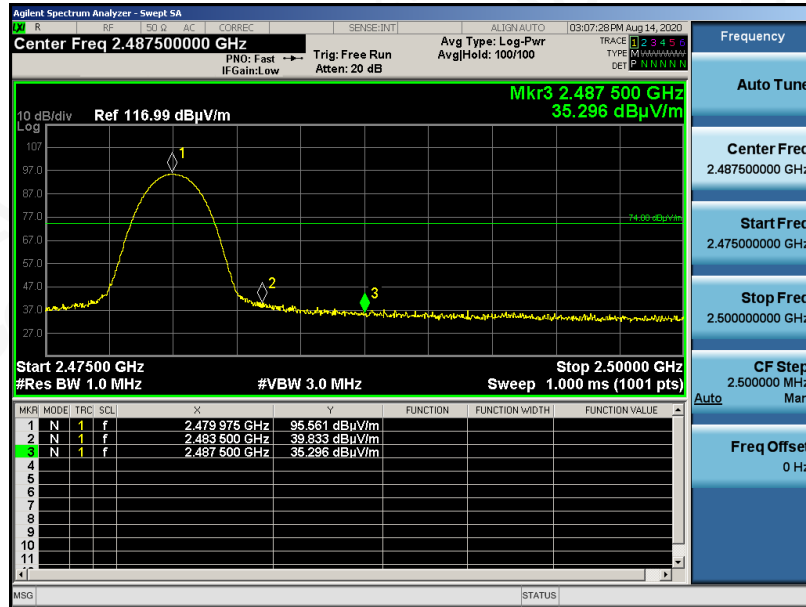 Agilent Spectrum Analyzer - Swept SA
LXI R RF 50 Ω AC CORREC SENSE:INT ALIGN AUTO 03:07:28 PM Aug 14, 2020
Center Freq 2.487500000 GHz
PNO: Fast
IFGain:Low
Trig: Free Run
Atten: 20 dB
Avg Type: Log-Pwr
Avg|Hold: 100/100
TRACE 1 2 3 4 5 6
TYPE M W W W W W
DET P N N N N N
Mkr3 2.487 500 GHz
35.296 dBµV/m
10 dB/div Ref 116.99 dBµV/m
Log
107
97.0
87.0
77.0
67.0
57.0
47.0
37.0
27.0
1
2
3
74.00 dBµV/m
Start 2.47500 GHz Stop 2.50000 GHz
#Res BW 1.0 MHz #VBW 3.0 MHz Sweep 1.000 ms (1001 pts)
MKR MODE TRC SCL X Y FUNCTION FUNCTION WIDTH FUNCTION VALUE
1 N 1 f 2.479 975 GHz 95.561 dBµV/m
2 N 1 f 2.483 500 GHz 39.833 dBµV/m
3 N 1 f 2.487 500 GHz 35.296 dBµV/m
4
5
6
7
8
9
10
11
MSG STATUS
Frequency
Auto Tune
Center Freq
2.487500000 GHz
Start Freq
2.475000000 GHz
Stop Freq
2.500000000 GHz
CF Step
2.500000 MHz
Auto Man
Freq Offset
0 Hz